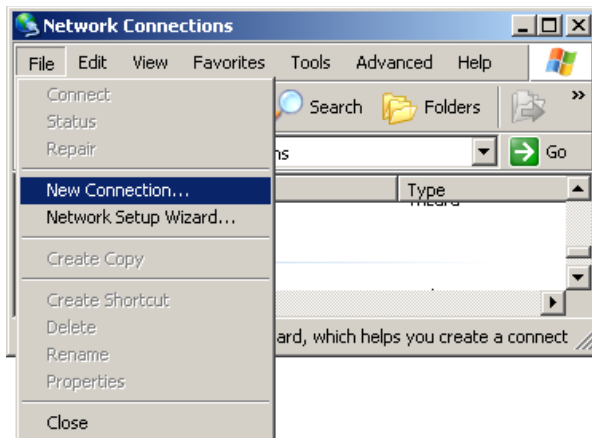 Network Connections
File Edit View Favorites Tools Advanced Help
Connect
Status
Repair
New Connection...
Network Setup Wizard...
Create Copy
Create Shortcut
Delete
Rename
Properties
Close
Search Folders »
ns Go
Type
ard, which helps you create a connect